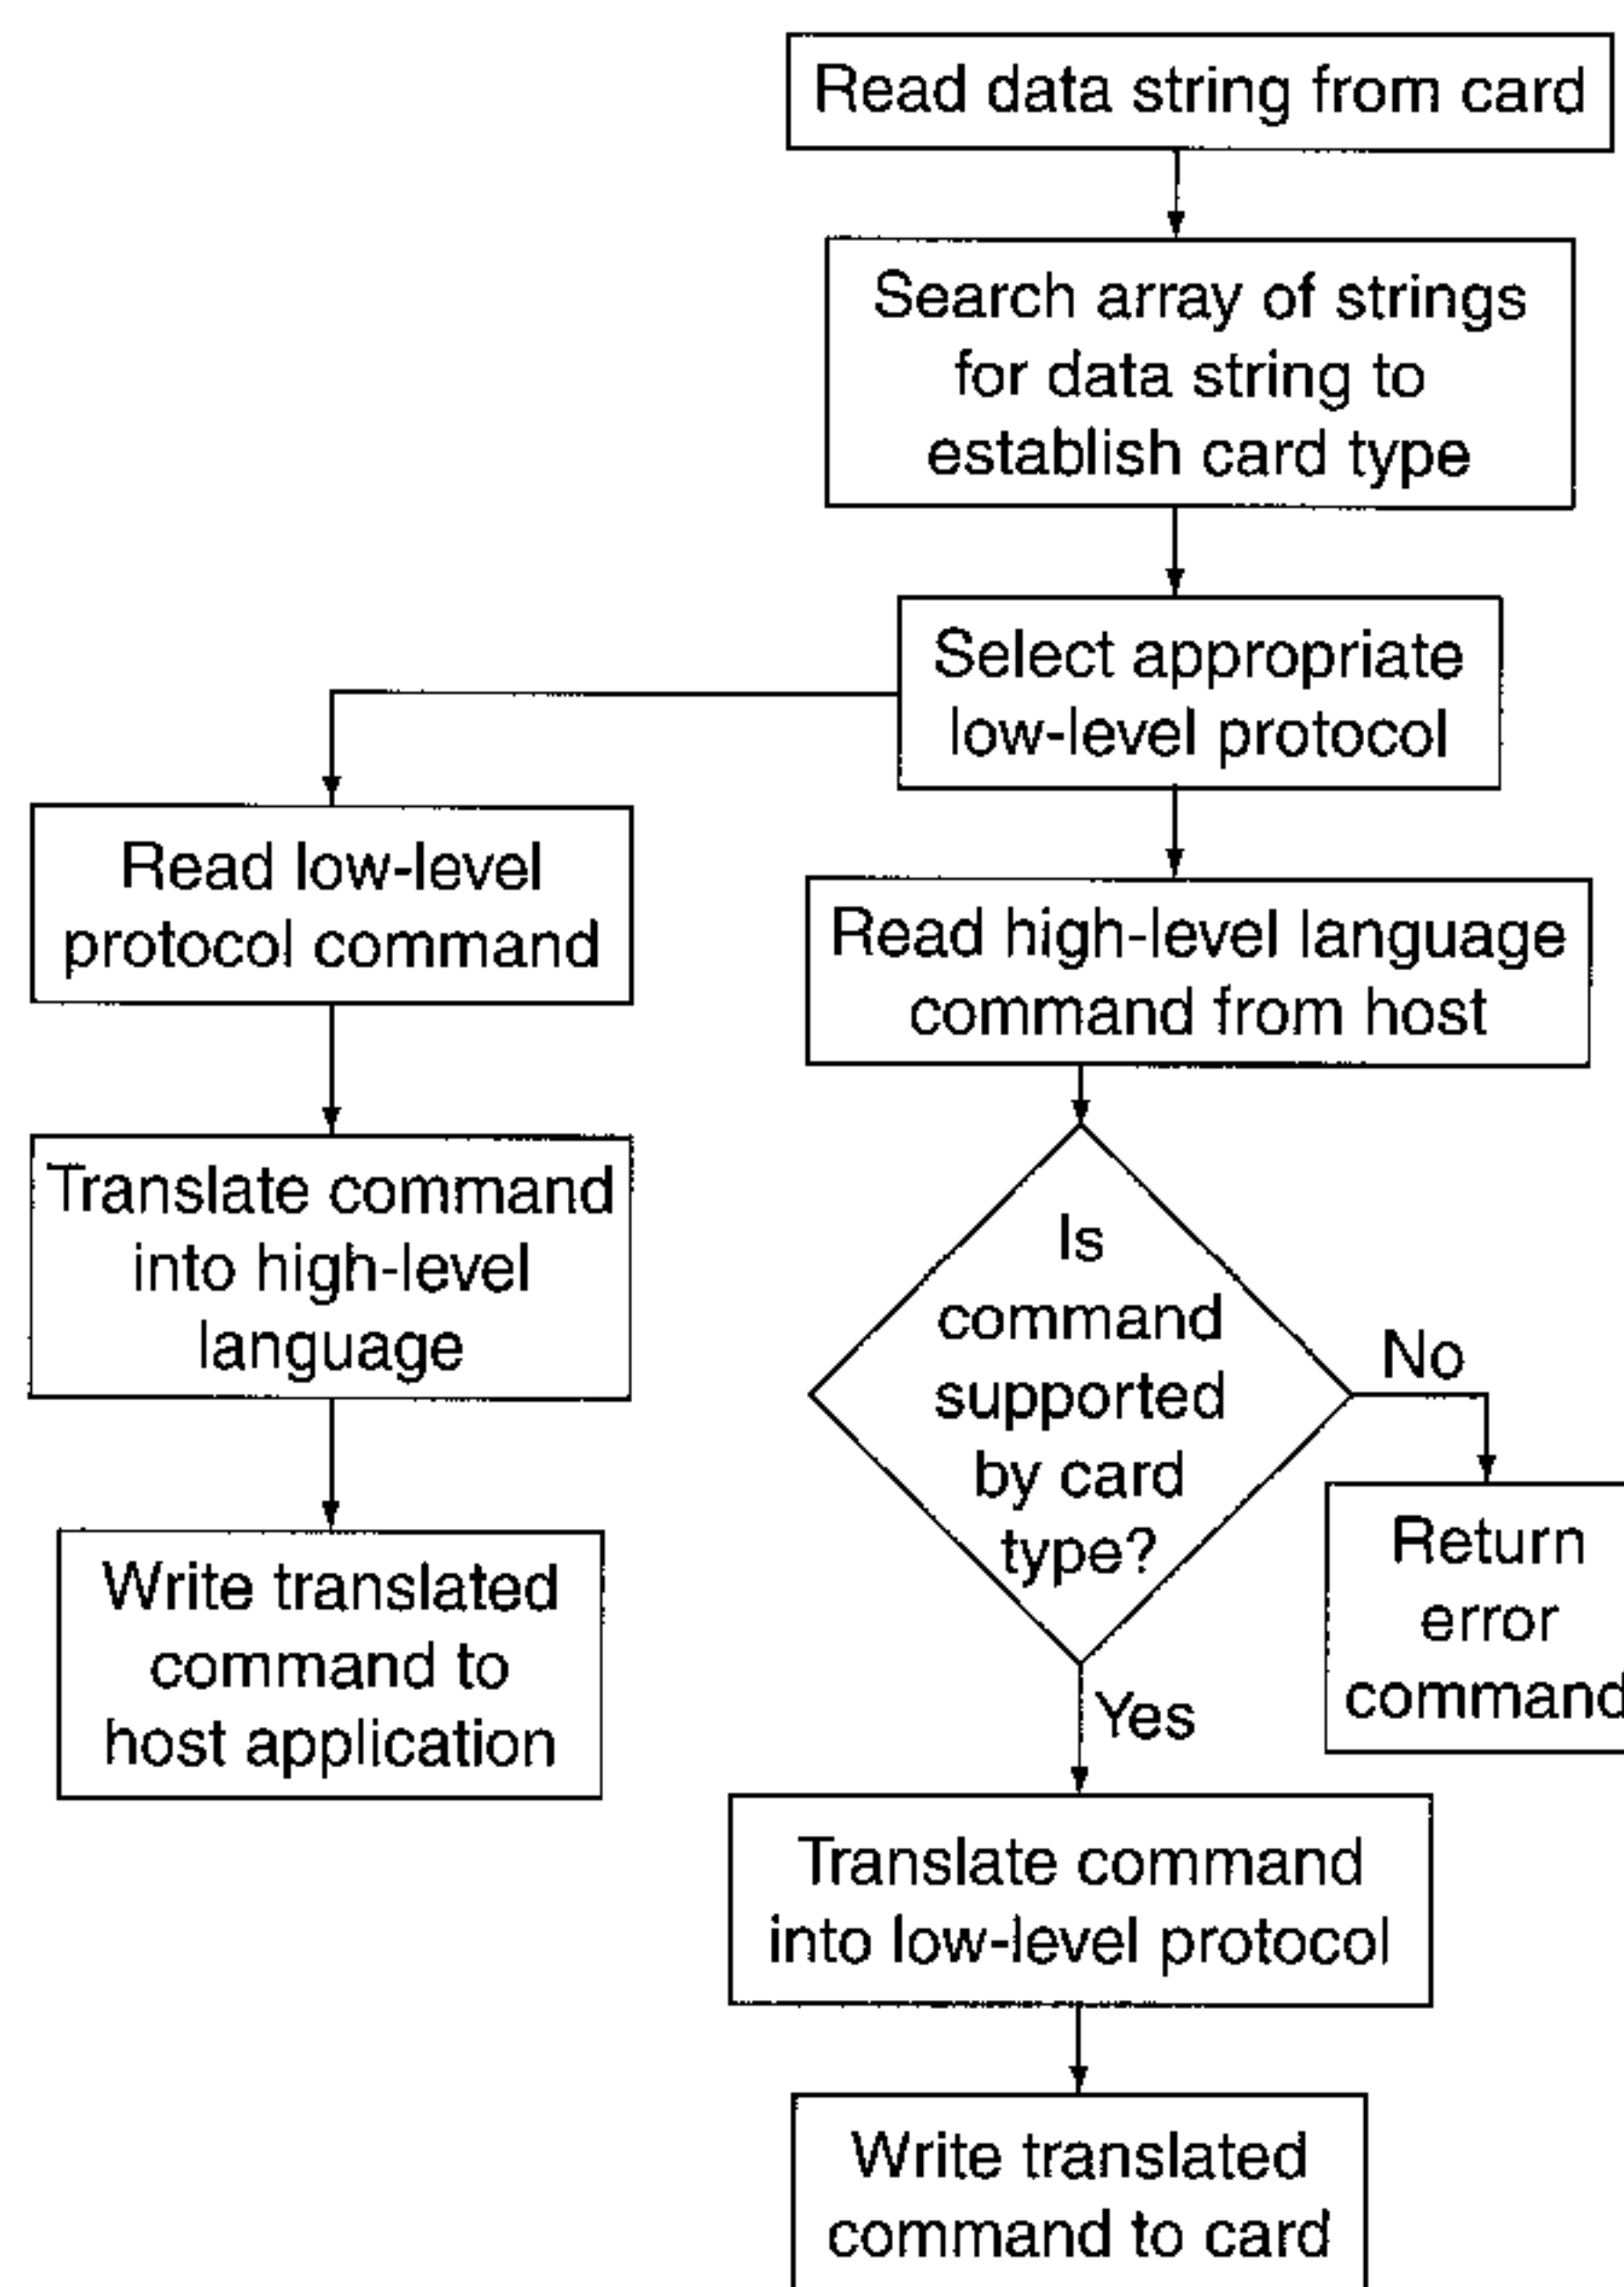 Read data string from card
Search array of strings
for data string to
establish card type
Select appropriate
low-level protocol
Read low-level
protocol command
Read high-level language
command from host
Translate command
into high-level
language
Is
command
supported
by card
type?
No
Return
error
command
Write translated
command to
host application
Yes
Translate command
into low-level protocol
Write translated
command to card